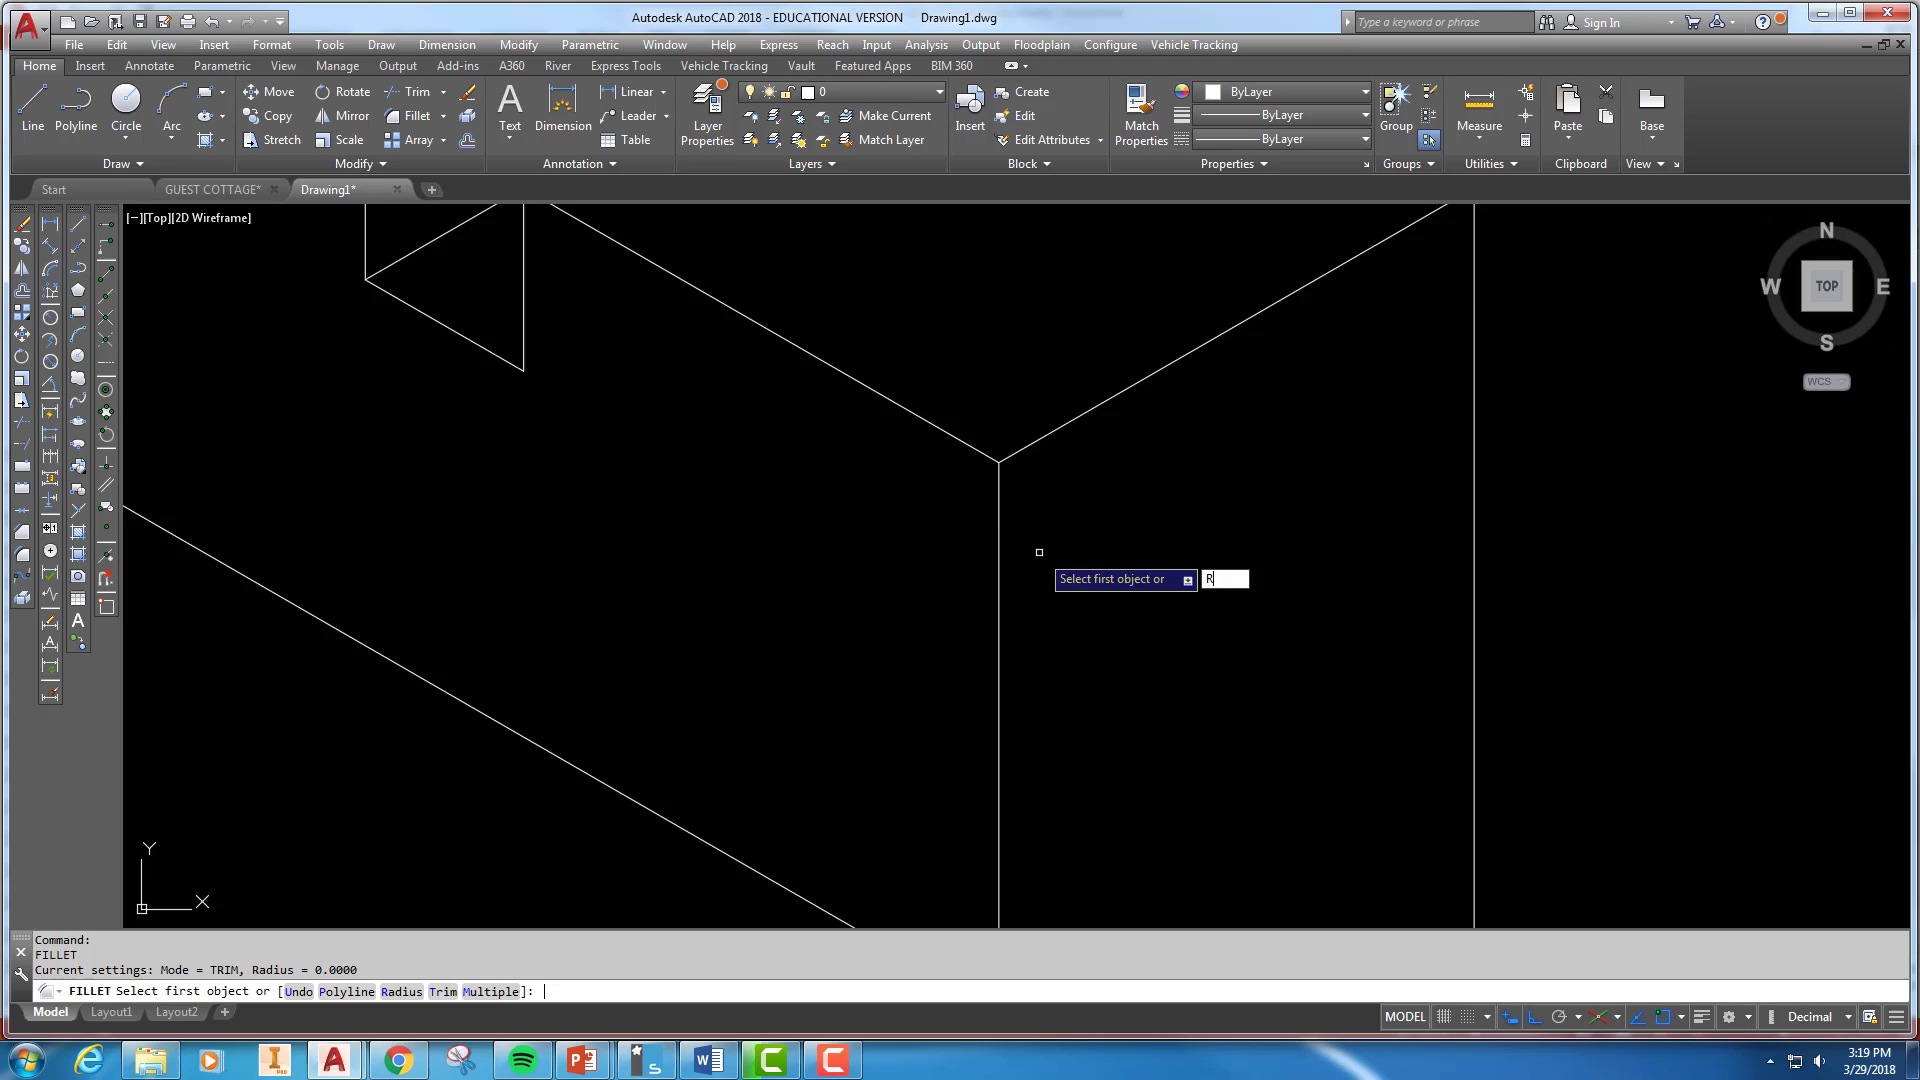 Autodesk AutoCAD 2018 - EDUCATIONAL VERSION Drawing1.dwg
Type a keyword or phrase
Sign In
File Edit View Insert Format Tools Draw Dimension Modify Parametric Window Help Express Reach Input Analysis Output Floodplain Configure Vehicle Tracking
Home Insert Annotate Parametric View Manage Output Add-ins A360 River Express Tools Vehicle Tracking Vault Featured Apps BIM 360
Line Polyline Circle Arc
Move Rotate Trim
Copy Mirror Fillet
Stretch Scale Array
Text Dimension
Linear
Leader
Table
Layer Properties
0
Make Current
Match Layer
Insert
Create
Edit
Edit Attributes
Match Properties
ByLayer
ByLayer
ByLayer
Group
Measure
Paste
Base
Draw Modify Annotation Layers Block Properties Groups Utilities Clipboard View
Start GUEST COTTAGE* Drawing1*
[−][Top][2D Wireframe]
N
W TOP E
S
WCS
Select first object or R
Y
X
Command:
FILLET
Current settings: Mode = TRIM, Radius = 0.0000
FILLET Select first object or [Undo Polyline Radius Trim Multiple]:
Model Layout1 Layout2
MODEL Decimal
3:19 PM
3/29/2018